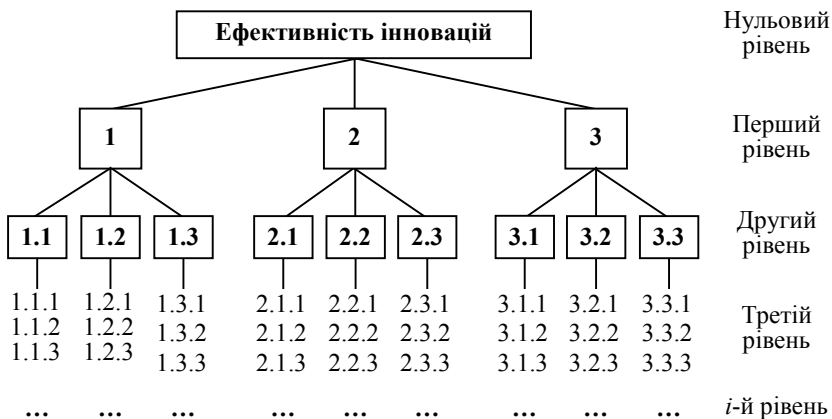 Ефективність інновацій
Нульовий
рівень
1 2 3
Перший
рівень
1.1 1.2 1.3 2.1 2.2 2.3 3.1 3.2 3.3
Другий
рівень
1.1.1 1.2.1 1.3.1 2.1.1 2.2.1 2.3.1 3.1.1 3.2.1 3.3.1
1.1.2 1.2.2 1.3.2 2.1.2 2.2.2 2.3.2 3.1.2 3.2.2 3.3.2
1.1.3 1.2.3 1.3.3 2.1.3 2.2.3 2.3.3 3.1.3 3.2.3 3.3.3
Третій
рівень
... ... ... ... ... ... ... ... ... i-й рівень